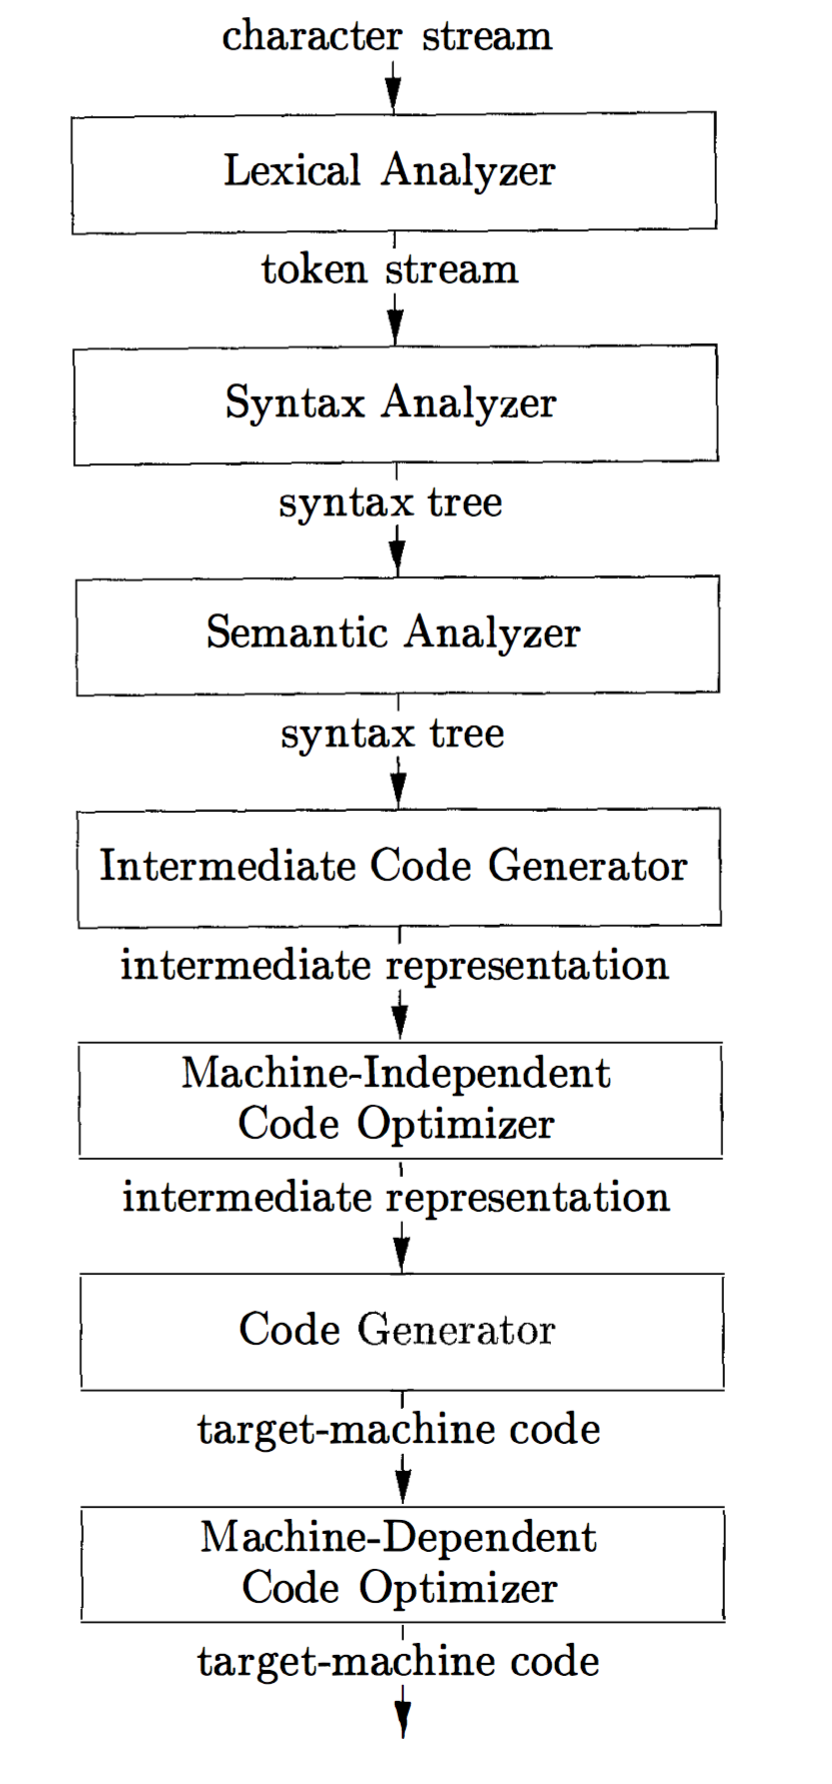 character stream
Lexical Analyzer
token stream
Syntax Analyzer
syntax tree
Semantic Analyzer
syntax tree
Intermediate Code Generator
intermediate representation
Machine-Independent
Code Optimizer
intermediate representation
Code Generator
target-machine code
Machine-Dependent
Code Optimizer
target-machine code